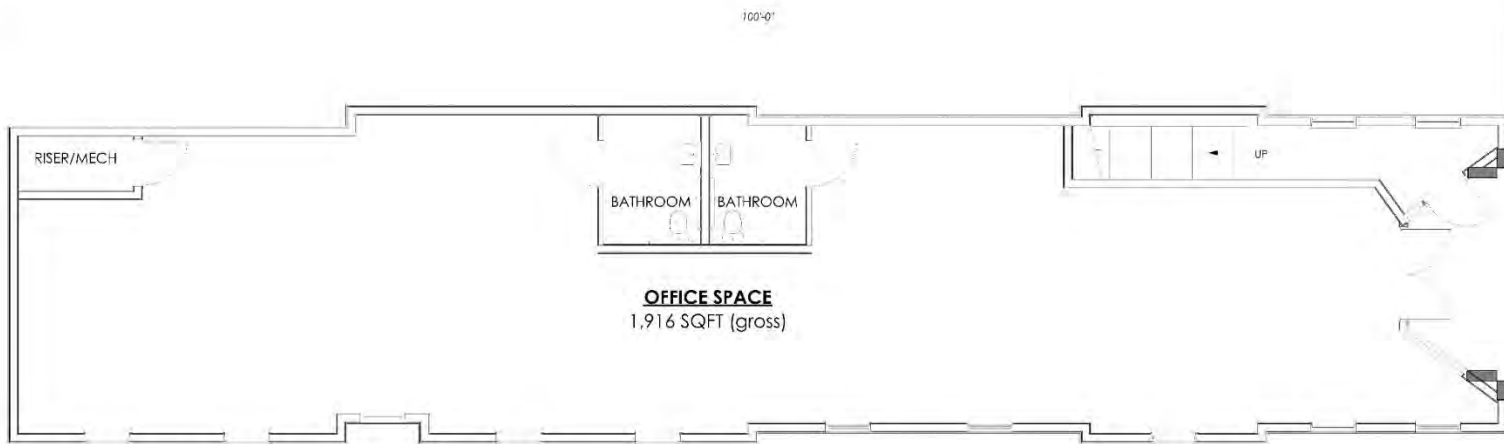 100'-0"
RISER/MECH
UP
BATHROOM
BATHROOM
OFFICE SPACE
1,916 SQFT (gross)